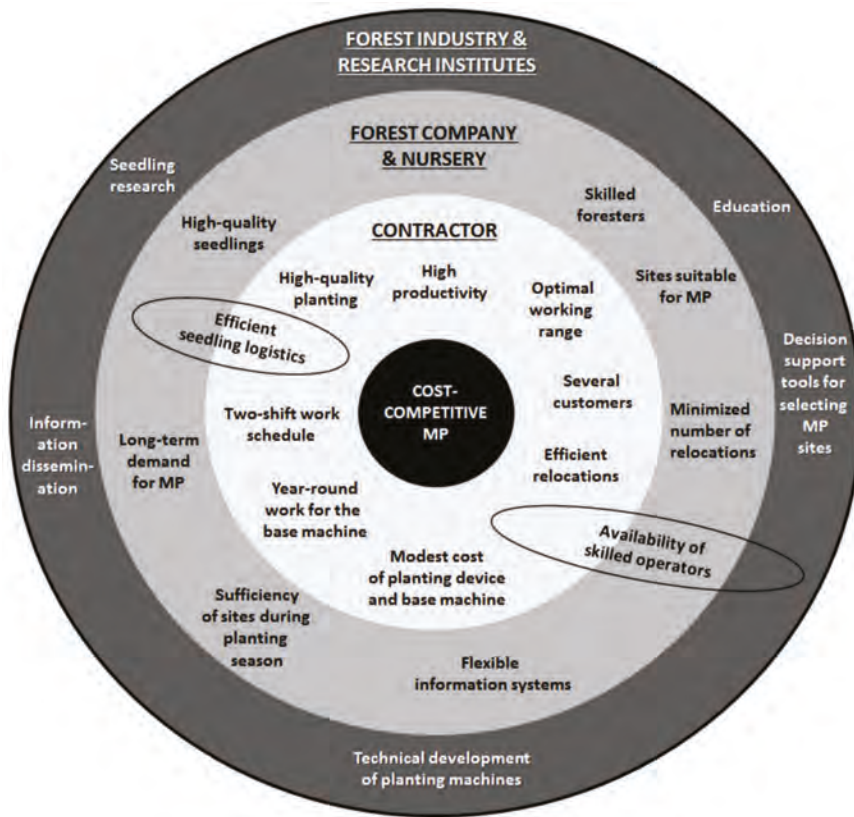 FOREST INDUSTRY &
RESEARCH INSTITUTES
FOREST COMPANY
& NURSERY
CONTRACTOR
COST-
COMPETITIVE
MP
Seedling
research
Education
Decision
support
tools for
selecting
MP
sites
Technical development
of planting machines
Inform-
ation
dissemin-
ation
High-quality
seedlings
Skilled
foresters
Sites suitable
for MP
Minimized
number of
relocations
Flexible
information systems
Sufficiency
of sites during
planting
season
Long-term
demand
for MP
High-quality
planting
High
productivity
Optimal
working
range
Several
customers
Efficient
relocations
Modest cost
of planting device
and base machine
Year-round
work for the
base machine
Two-shift work
schedule
Efficient
seedling logistics
Availability of
skilled operators